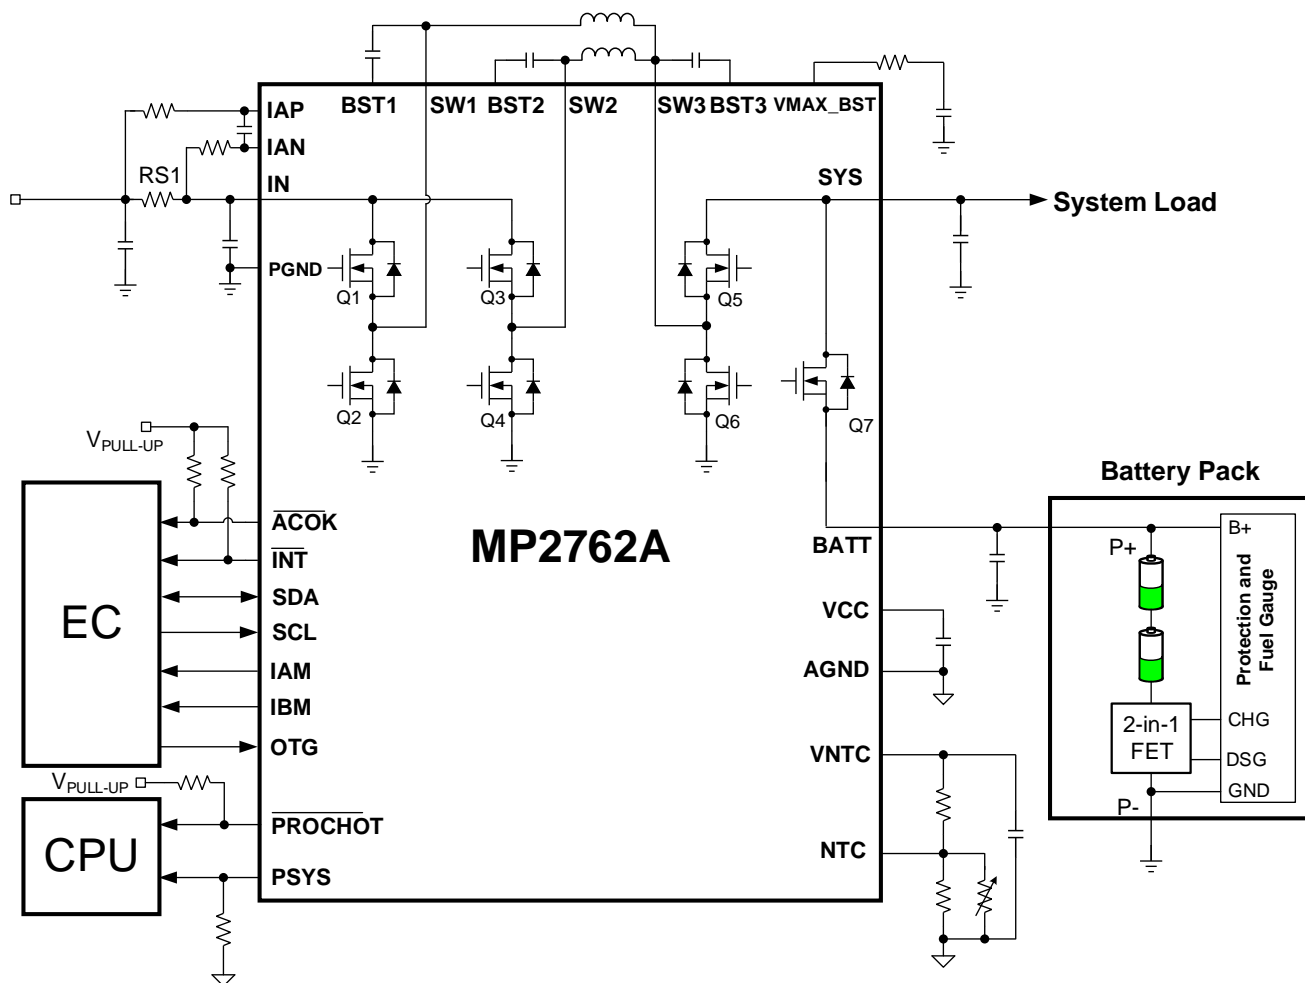 BST1
SW1
BST2
SW2
SW3
BST3
VMAX_BST
IAP
IAN
RS1
IN
SYS
System Load
PGND
Q1
Q3
Q5
Q2
Q4
Q6
Q7
VPULL-UP
Battery Pack
EC
ACOK
INT
SDA
SCL
IAM
IBM
OTG
MP2762A
BATT
VCC
AGND
VNTC
NTC
P+
B+
Protection and
Fuel Gauge
2-in-1
FET
CHG
DSG
GND
P-
VPULL-UP
CPU
PROCHOT
PSYS